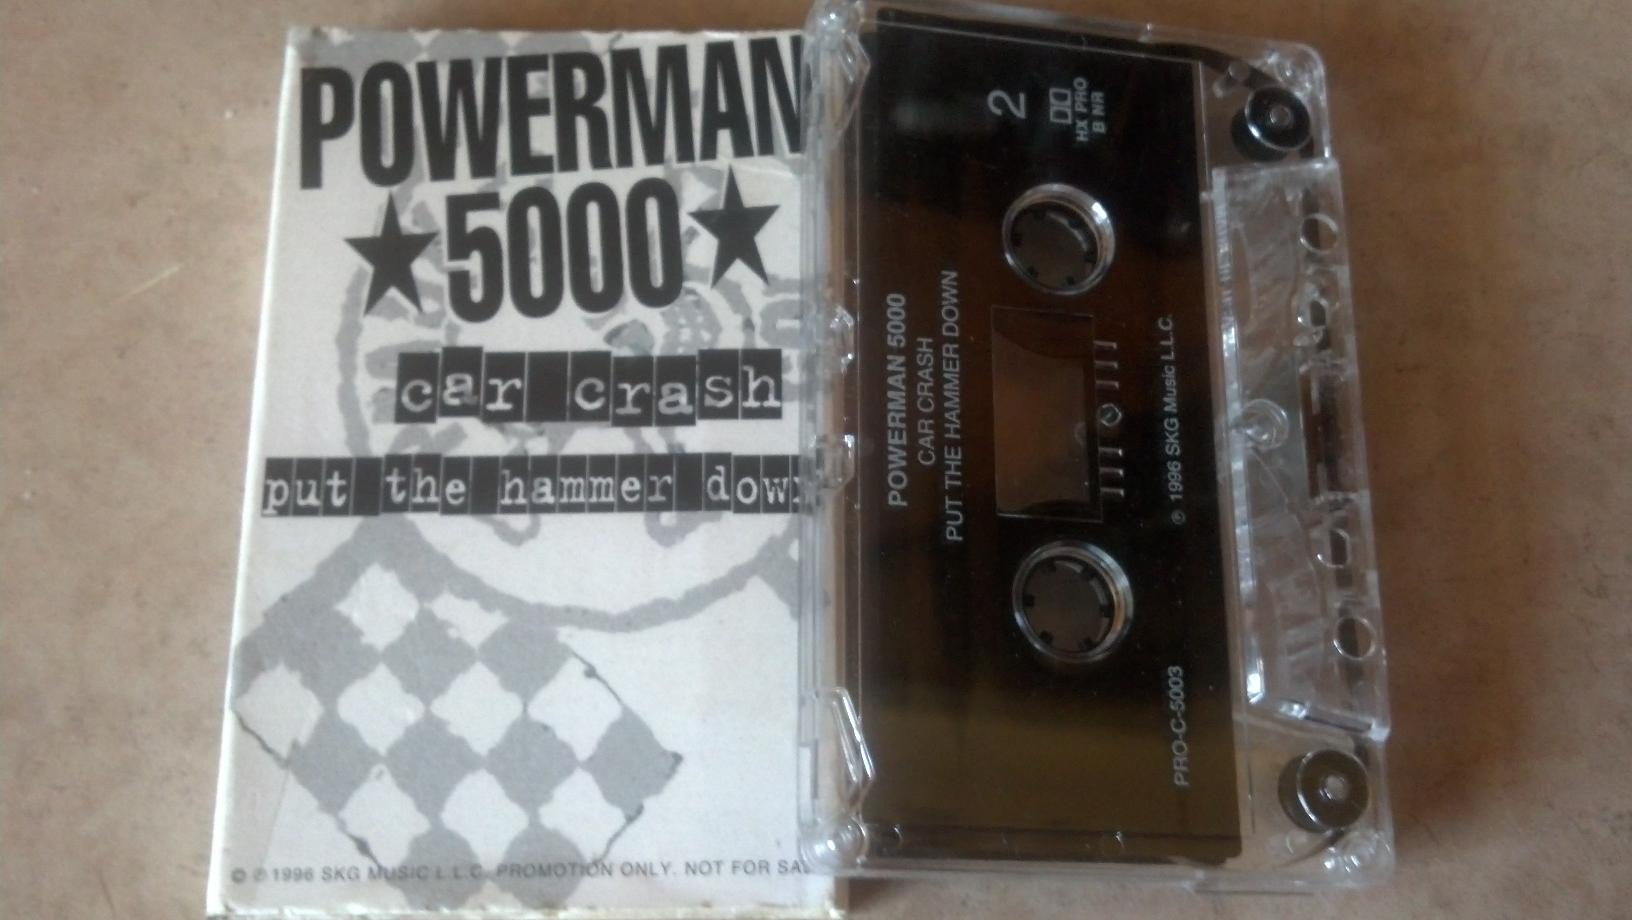 POWERMAN
5000
car crash
put the hammer down
© ℗ 1996 SKG MUSIC L.L.C. PROMOTION ONLY. NOT FOR SA
2
HX PRO
B NR
POWERMAN 5000
CAR CRASH
PUT THE HAMMER DOWN
℗ 1996 SKG Music L.L.C.
PRO-C-5003